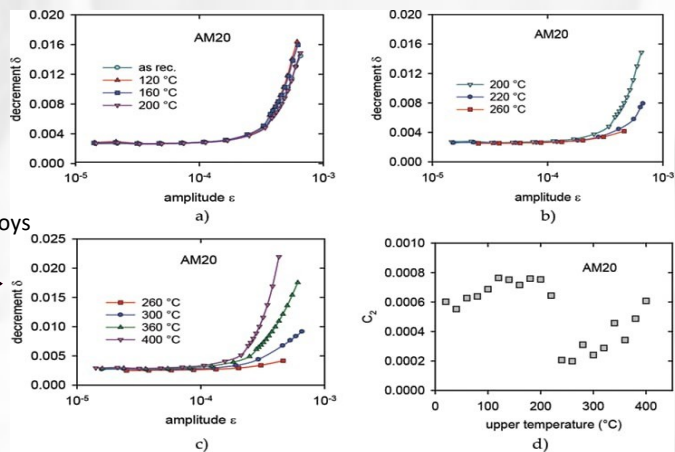 0.020
0.016
0.012
0.008
0.004
0.000
decrement δ
AM20
as rec.
120 °C
160 °C
200 °C
10-5
10-4
10-3
amplitude ε
a)
0.020
0.016
0.012
0.008
0.004
0.000
decrement δ
AM20
200 °C
220 °C
260 °C
10-5
10-4
10-3
amplitude ε
b)
oys
0.025
0.020
0.015
0.010
0.005
0.000
decrement δ
AM20
260 °C
300 °C
360 °C
400 °C
10-5
10-4
10-3
amplitude ε
c)
0.0010
0.0008
0.0006
0.0004
0.0002
0.0000
C2
AM20
0 100 200 300 400
upper temperature (°C)
d)